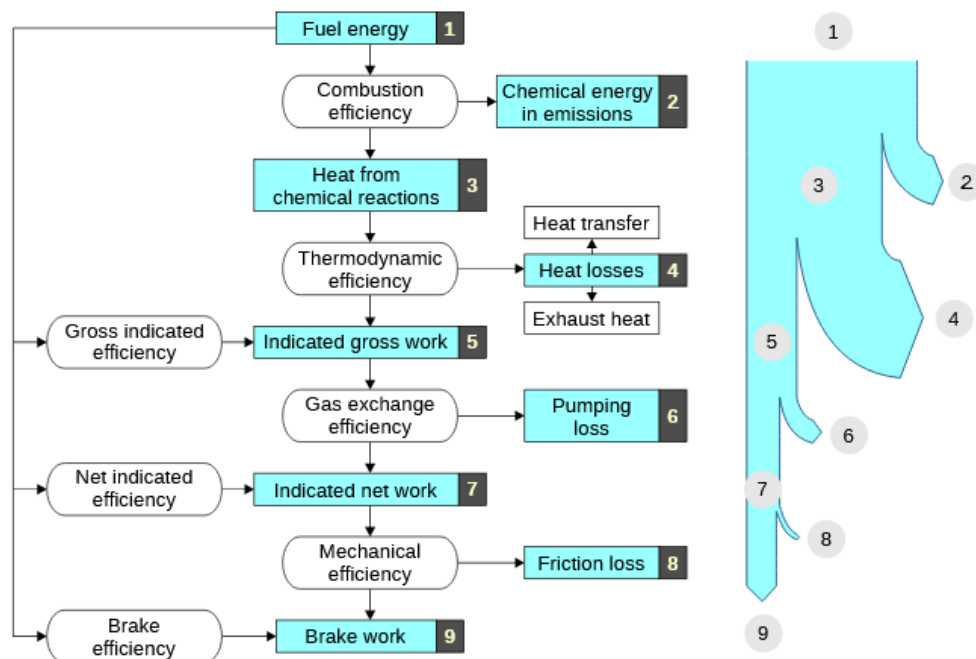 Fuel energy 1
Combustion
efficiency
Chemical energy
in emissions 2
Heat from
chemical reactions 3
Heat transfer
Thermodynamic
efficiency
Heat losses 4
Exhaust heat
Gross indicated
efficiency
Indicated gross work 5
Gas exchange
efficiency
Pumping
loss 6
Net indicated
efficiency
Indicated net work 7
Mechanical
efficiency
Friction loss 8
Brake
efficiency
Brake work 9
1
2
3
4
5
6
7
8
9